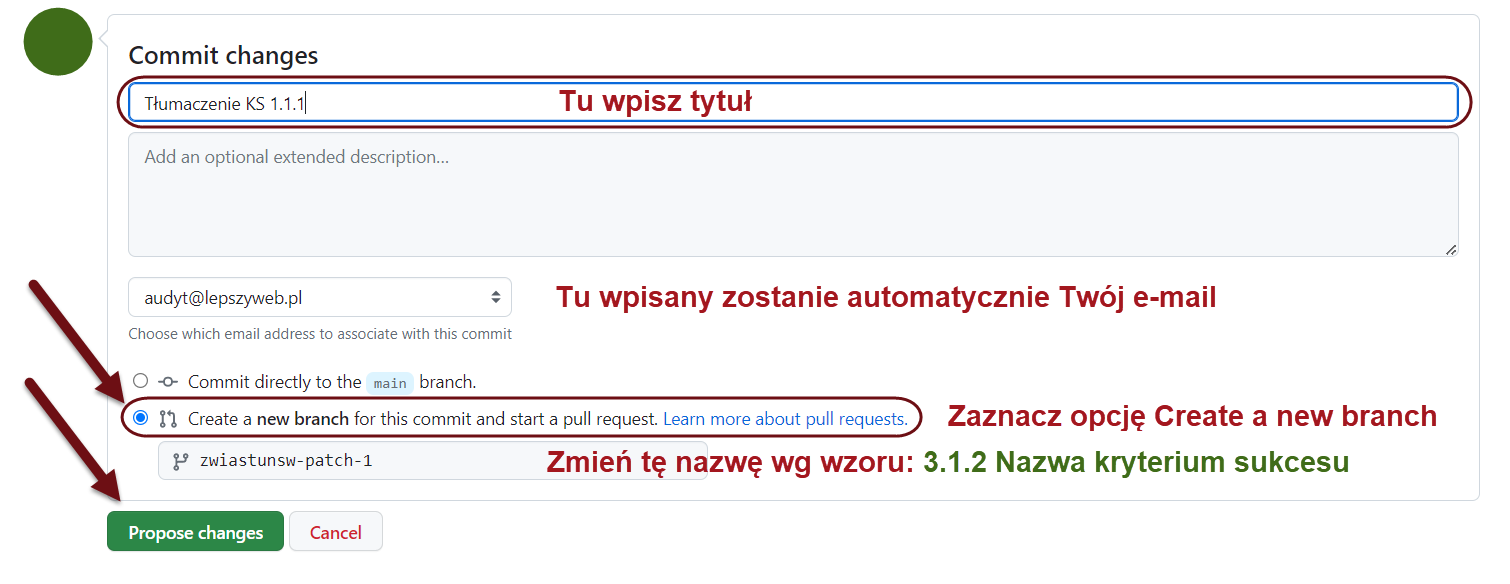 Commit changes
Tłumaczenie KS 1.1.1 Tu wpisz tytuł
Add an optional extended description...
audyt@lepszyweb.pl Tu wpisany zostanie automatycznie Twój e-mail
Choose which email address to associate with this commit
Commit directly to the main branch.
Create a new branch for this commit and start a pull request. Learn more about pull requests. Zaznacz opcję Create a new branch
zwiastunsw-patch-1 Zmień tę nazwę wg wzoru: 3.1.2 Nazwa kryterium sukcesu
Propose changes Cancel